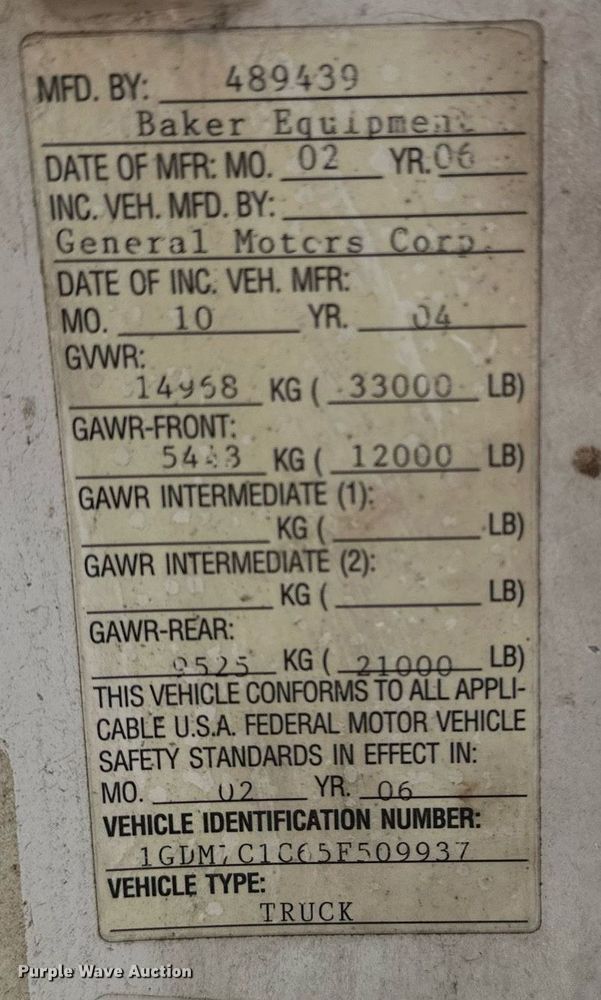 MFD. BY: 489439
Baker Equipment
DATE OF MFR: MO. 02 YR. 06
INC. VEH. MFD. BY:
General Motors Corp.
DATE OF INC. VEH. MFR:
MO. 10 YR. 04
GVWR:
14968 KG ( 33000 LB)
GAWR-FRONT:
5443 KG ( 12000 LB)
GAWR INTERMEDIATE (1):
KG ( LB)
GAWR INTERMEDIATE (2):
KG ( LB)
GAWR-REAR:
9525 KG ( 21000 LB)
THIS VEHICLE CONFORMS TO ALL APPLI-
CABLE U.S.A. FEDERAL MOTOR VEHICLE
SAFETY STANDARDS IN EFFECT IN:
MO. 02 YR. 06
VEHICLE IDENTIFICATION NUMBER:
1GDM7C1C65F509937
VEHICLE TYPE:
TRUCK
Purple Wave Auction